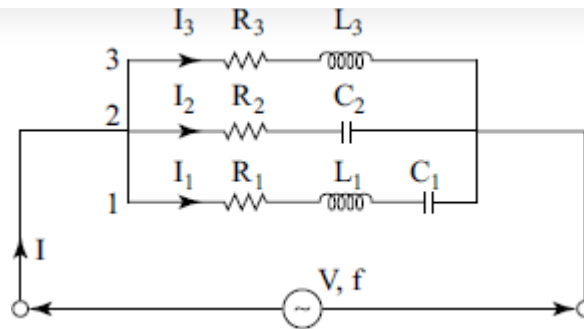 I₃ R₃ L₃
3
I₂ R₂ C₂
2
I₁ R₁ L₁ C₁
1
I
V, f
~